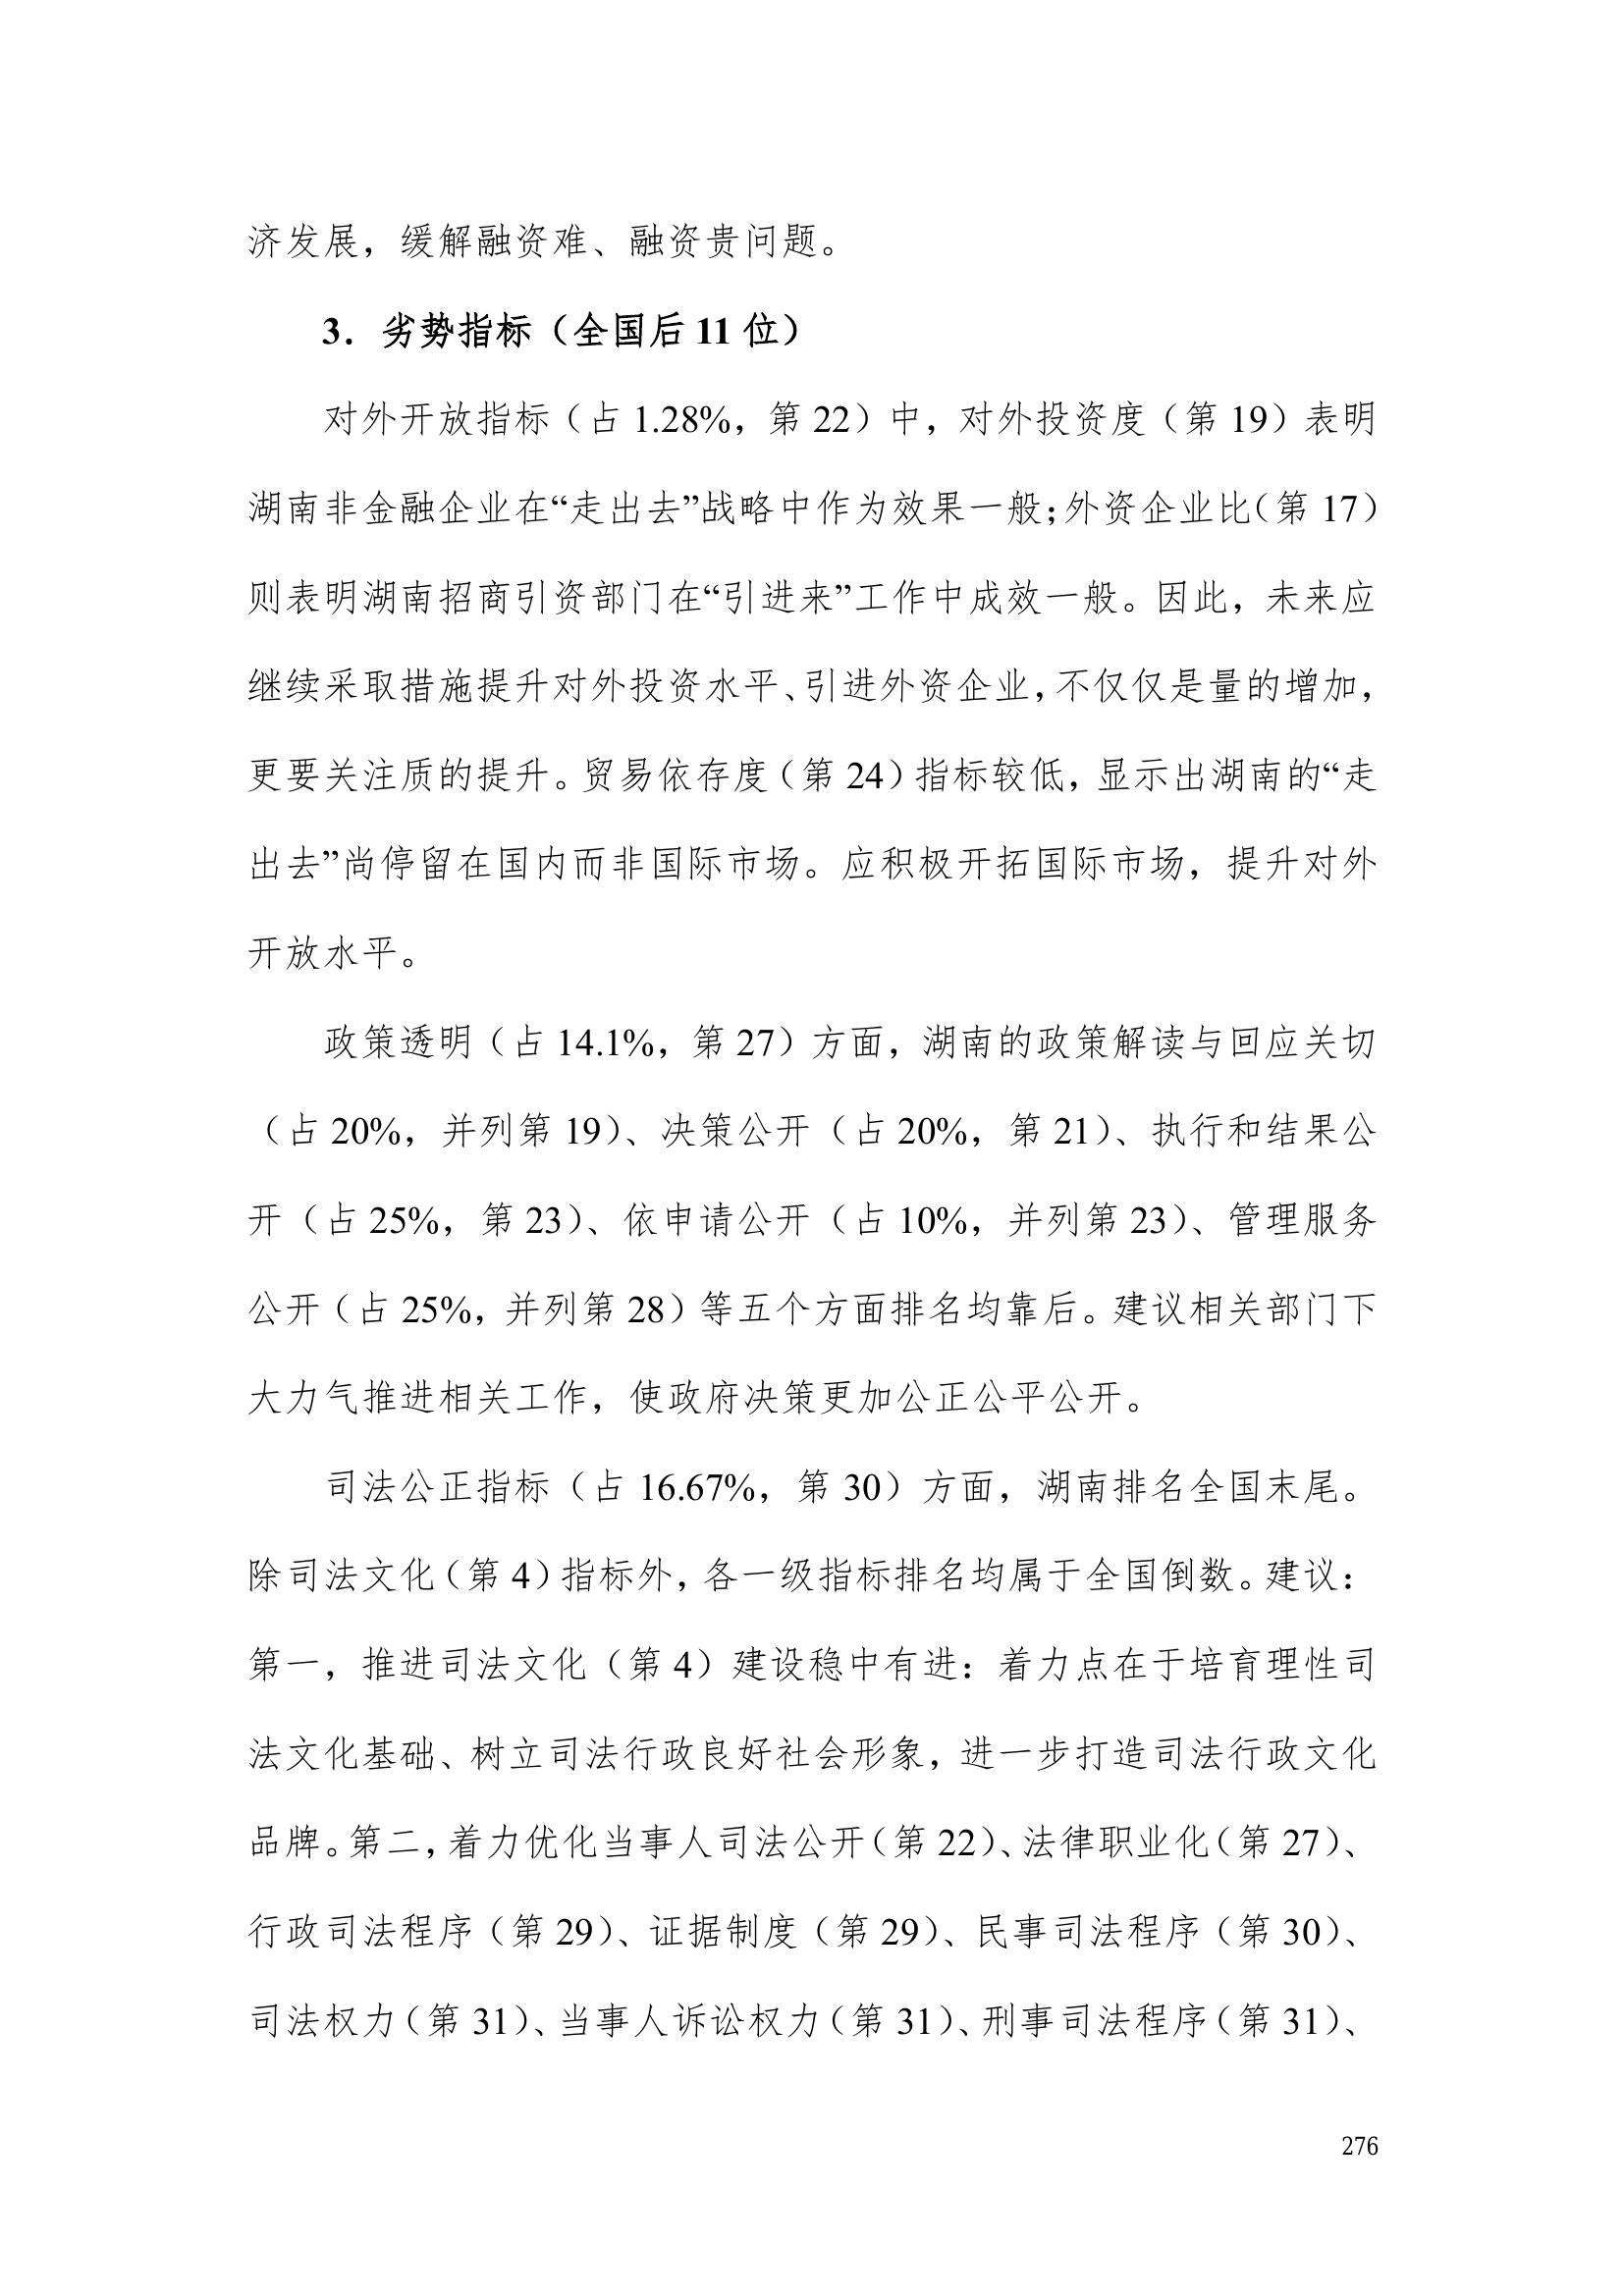 济发展，缓解融资难、融资贵问题。
3．劣势指标（全国后 11 位）
对外开放指标（占 1.28%，第 22）中，对外投资度（第 19）表明
湖南非金融企业在“走出去”战略中作为效果一般；外资企业比（第 17）
则表明湖南招商引资部门在“引进来”工作中成效一般。因此，未来应
继续采取措施提升对外投资水平、引进外资企业，不仅仅是量的增加，
更要关注质的提升。贸易依存度（第 24）指标较低，显示出湖南的“走
出去”尚停留在国内而非国际市场。应积极开拓国际市场，提升对外
开放水平。
政策透明（占 14.1%，第 27）方面，湖南的政策解读与回应关切
（占 20%，并列第 19）、决策公开（占 20%，第 21）、执行和结果公
开（占 25%，第 23）、依申请公开（占 10%，并列第 23）、管理服务
公开（占 25%，并列第 28）等五个方面排名均靠后。建议相关部门下
大力气推进相关工作，使政府决策更加公正公平公开。
司法公正指标（占 16.67%，第 30）方面，湖南排名全国末尾。
除司法文化（第 4）指标外，各一级指标排名均属于全国倒数。建议：
第一，推进司法文化（第 4）建设稳中有进：着力点在于培育理性司
法文化基础、树立司法行政良好社会形象，进一步打造司法行政文化
品牌。第二，着力优化当事人司法公开（第 22）、法律职业化（第 27）、
行政司法程序（第 29）、证据制度（第 29）、民事司法程序（第 30）、
司法权力（第 31）、当事人诉讼权力（第 31）、刑事司法程序（第 31）、
276